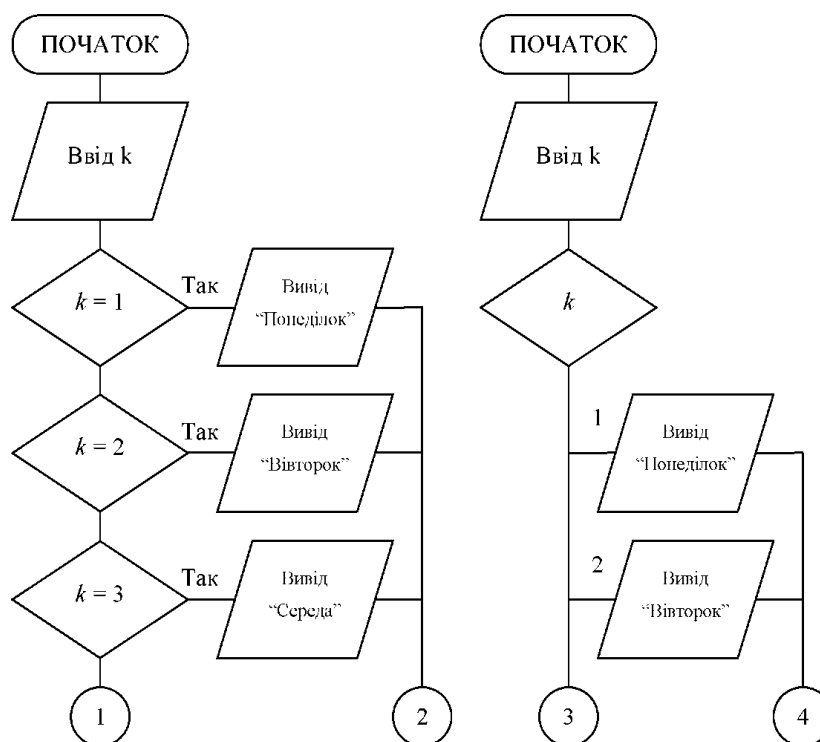 ПОЧАТОК
Ввід k
k = 1
Так
Вивід
“Понеділок”
k = 2
Так
Вивід
“Вівторок”
k = 3
Так
Вивід
“Середа”
1
2
ПОЧАТОК
Ввід k
k
1
Вивід
“Понеділок”
2
Вивід
“Вівторок”
3
4